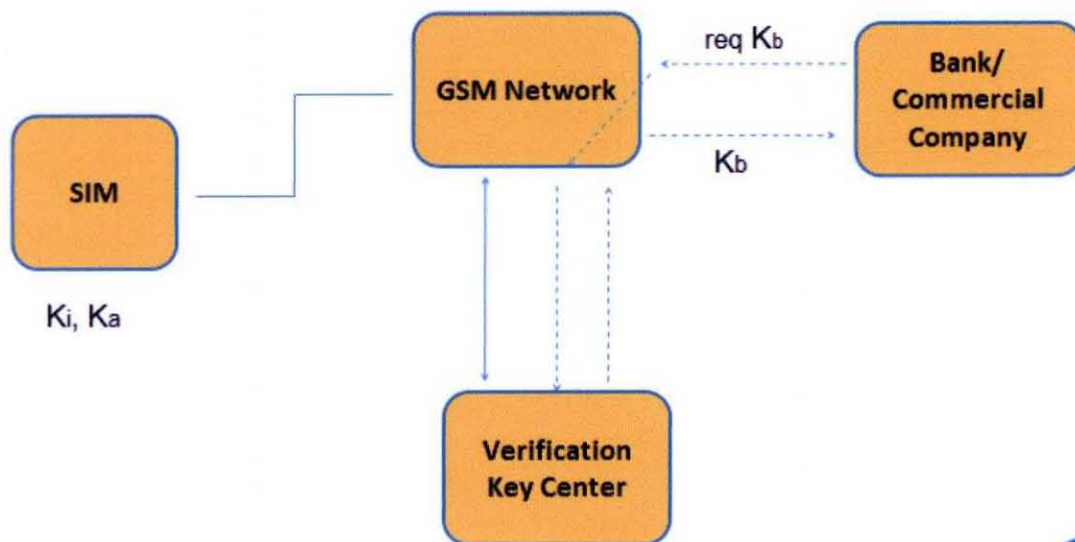 req Kb
GSM Network
Bank/
Commercial
Company
Kb
SIM
Ki, Ka
Verification
Key Center